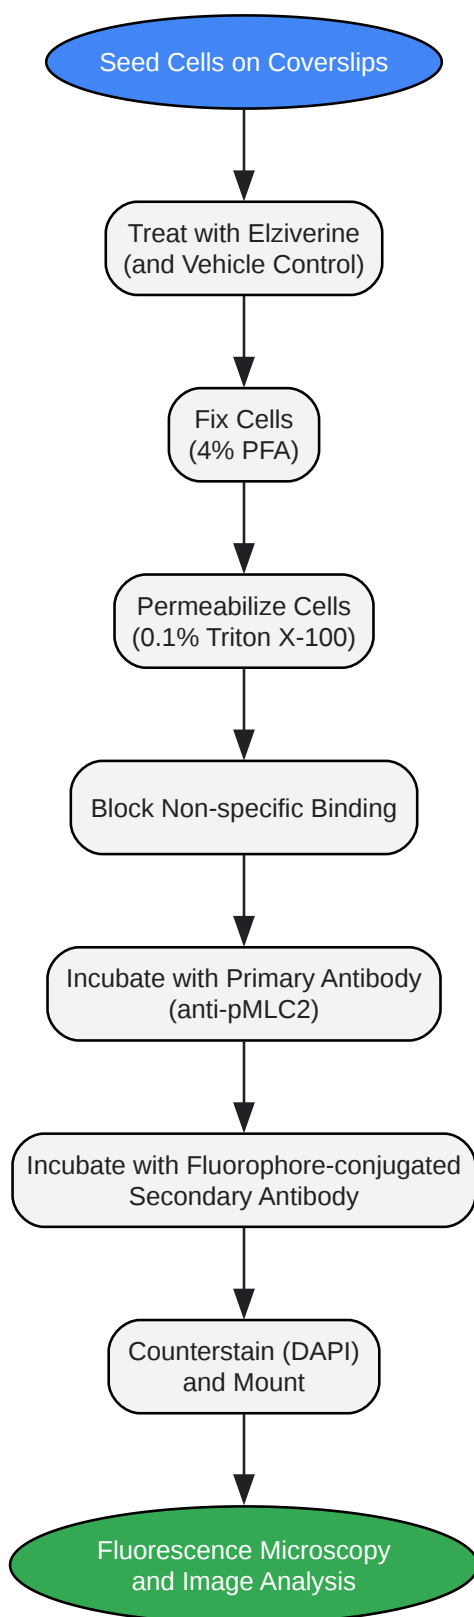 Seed Cells on Coverslips
Treat with Elziverine
(and Vehicle Control)
Fix Cells
(4% PFA)
Permeabilize Cells
(0.1% Triton X-100)
Block Non-specific Binding
Incubate with Primary Antibody
(anti-pMLC2)
Incubate with Fluorophore-conjugated
Secondary Antibody
Counterstain (DAPI)
and Mount
Fluorescence Microscopy
and Image Analysis